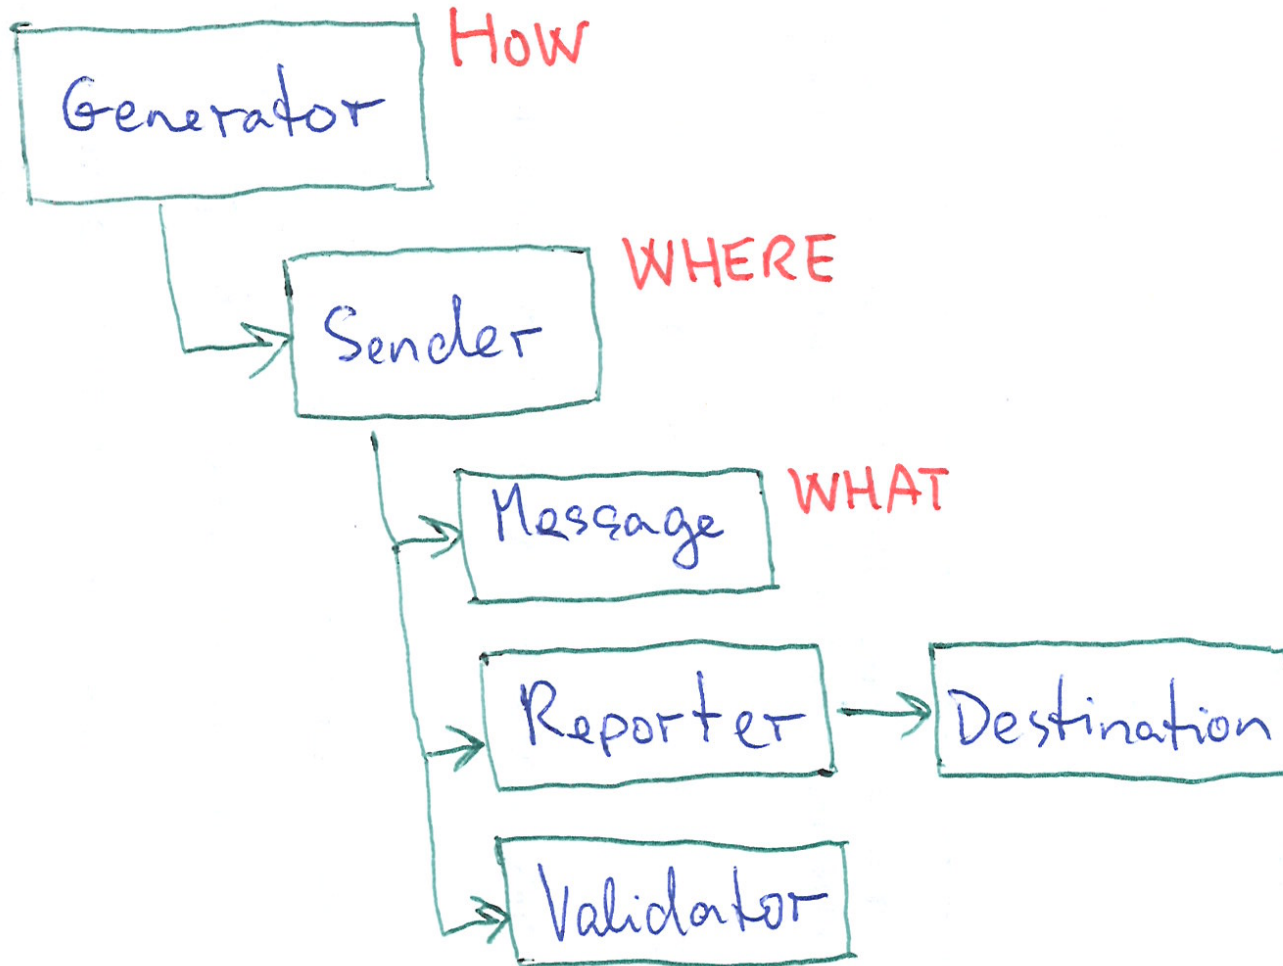 Generator
HOW
Sender
WHERE
Message
WHAT
Reporter
Destination
Validator